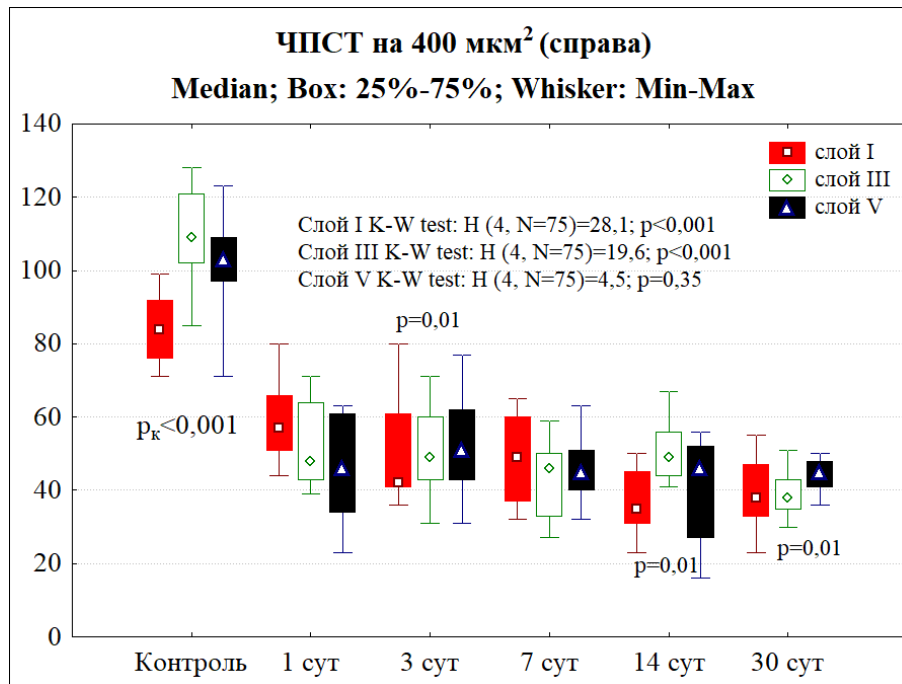 ЧПСТ на 400 мкм² (справа)
Median; Box: 25%-75%; Whisker: Min-Max
140
120
100
80
60
40
20
0
слой I
слой III
слой V
Слой I K-W test: H (4, N=75)=28,1; p<0,001
Слой III K-W test: H (4, N=75)=19,6; p<0,001
Слой V K-W test: H (4, N=75)=4,5; p=0,35
p=0,01
pк<0,001
p=0,01
p=0,01
Контроль 1 сут 3 сут 7 сут 14 сут 30 сут